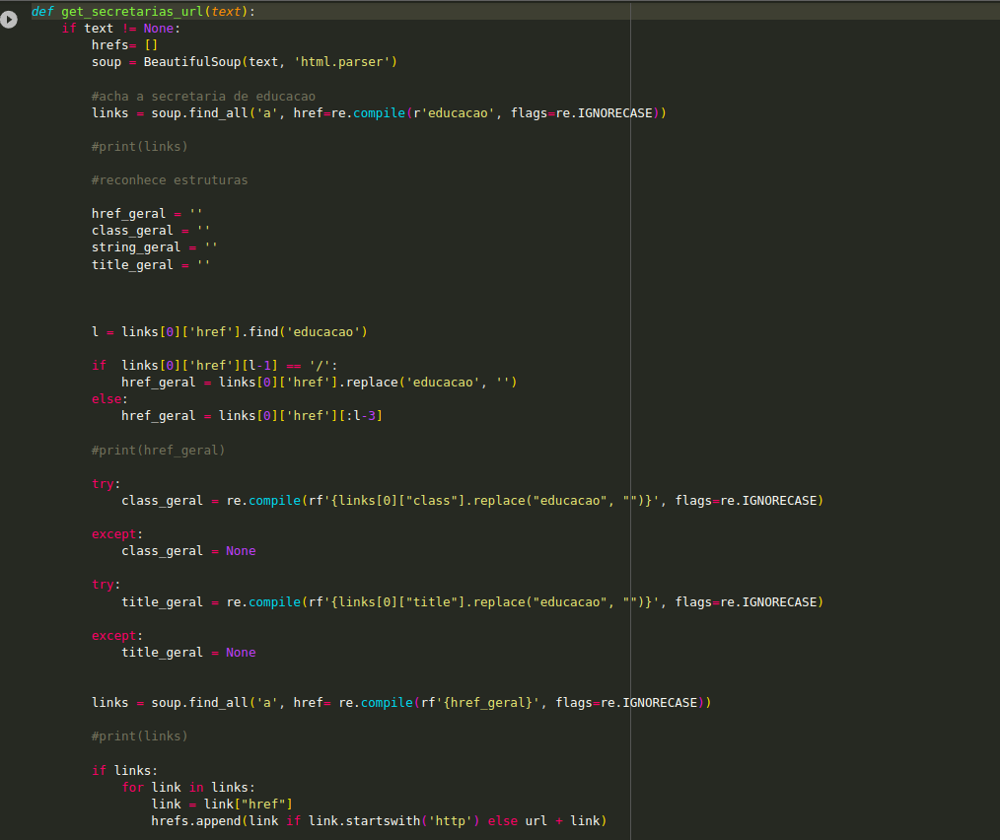 def get_secretarias_url(text):
    if text != None:
        hrefs= []
        soup = BeautifulSoup(text, 'html.parser')

        #acha a secretaria de educacao
        links = soup.find_all('a', href=re.compile(r'educacao', flags=re.IGNORECASE))

        #print(links)

        #reconhece estruturas

        href_geral = ''
        class_geral = ''
        string_geral = ''
        title_geral = ''

        l = links[0]['href'].find('educacao')

        if  links[0]['href'][l-1] == '/':
            href_geral = links[0]['href'].replace('educacao', '')
        else:
            href_geral = links[0]['href'][:l-3]

        #print(href_geral)

        try:
            class_geral = re.compile(rf'{links[0]["class"].replace("educacao", "")}', flags=re.IGNORECASE)

        except:
            class_geral = None

        try:
            title_geral = re.compile(rf'{links[0]["title"].replace("educacao", "")}', flags=re.IGNORECASE)

        except:
            title_geral = None

        links = soup.find_all('a', href= re.compile(rf'{href_geral}', flags=re.IGNORECASE))

        #print(links)

        if links:
            for link in links:
                link = link["href"]
                hrefs.append(link if link.startswith('http') else url + link)